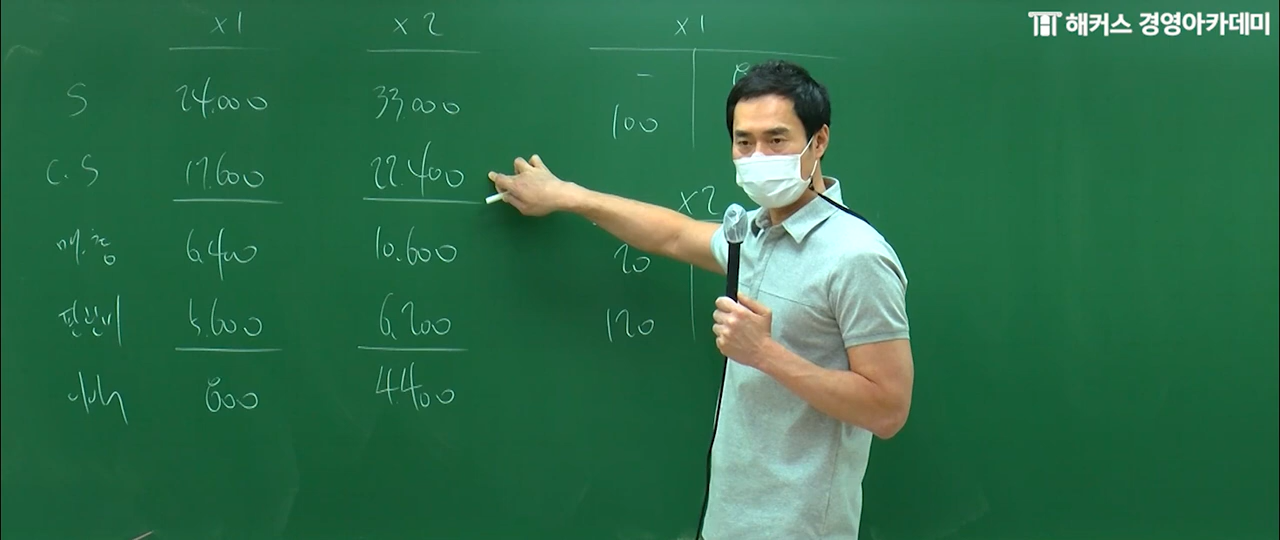 해커스 경영아카데미
x1 x2
S 24,000 33,000
C.S 17,600 22,400
매총 6,400 10,600
판관비 5,600 6,200
이익 800 4400
x1
-
100
x2
20
120